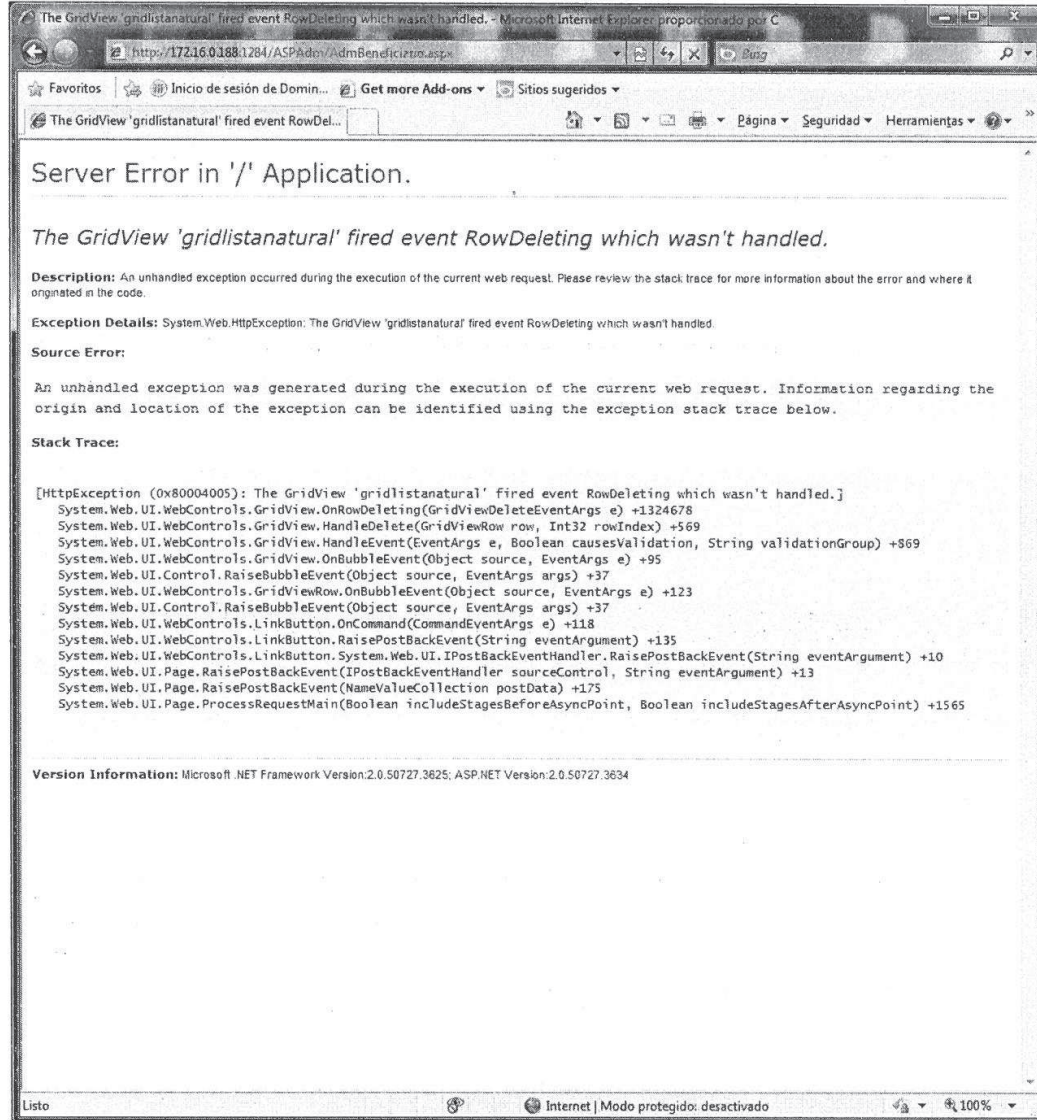 The GridView 'gridlistanatural' fired event RowDeleting which wasn't handled. - Microsoft Internet Explorer proporcionado por C
http://172.16.0.188:1284/ASPAdm/AdmBeneficiario.aspx
Bing
Favoritos
Inicio de sesión de Domin...
Get more Add-ons
Sitios sugeridos
The GridView 'gridlistanatural' fired event RowDel...
Página
Seguridad
Herramientas
Server Error in '/' Application.
The GridView 'gridlistanatural' fired event RowDeleting which wasn't handled.
Description: An unhandled exception occurred during the execution of the current web request. Please review the stack trace for more information about the error and where it
originated in the code.
Exception Details: System.Web.HttpException: The GridView 'gridlistanatural' fired event RowDeleting which wasn't handled.
Source Error:
An unhandled exception was generated during the execution of the current web request. Information regarding the
origin and location of the exception can be identified using the exception stack trace below.
Stack Trace:
[HttpException (0x80004005): The GridView 'gridlistanatural' fired event RowDeleting which wasn't handled.]
System.Web.UI.WebControls.GridView.OnRowDeleting(GridViewDeleteEventArgs e) +1324678
System.Web.UI.WebControls.GridView.HandleDelete(GridViewRow row, Int32 rowIndex) +569
System.Web.UI.WebControls.GridView.HandleEvent(EventArgs e, Boolean causesValidation, String validationGroup) +869
System.Web.UI.WebControls.GridView.OnBubbleEvent(Object source, EventArgs e) +95
System.Web.UI.Control.RaiseBubbleEvent(Object source, EventArgs args) +37
System.Web.UI.WebControls.GridViewRow.OnBubbleEvent(Object source, EventArgs e) +123
System.Web.UI.Control.RaiseBubbleEvent(Object source, EventArgs args) +37
System.Web.UI.WebControls.LinkButton.OnCommand(CommandEventArgs e) +118
System.Web.UI.WebControls.LinkButton.RaisePostBackEvent(String eventArgument) +135
System.Web.UI.WebControls.LinkButton.System.Web.UI.IPostBackEventHandler.RaisePostBackEvent(String eventArgument) +10
System.Web.UI.Page.RaisePostBackEvent(IPostBackEventHandler sourceControl, String eventArgument) +13
System.Web.UI.Page.RaisePostBackEvent(NameValueCollection postData) +175
System.Web.UI.Page.ProcessRequestMain(Boolean includeStagesBeforeAsyncPoint, Boolean includeStagesAfterAsyncPoint) +1565
Version Information: Microsoft .NET Framework Version:2.0.50727.3625; ASP.NET Version:2.0.50727.3634
Listo
Internet | Modo protegido: desactivado
100%